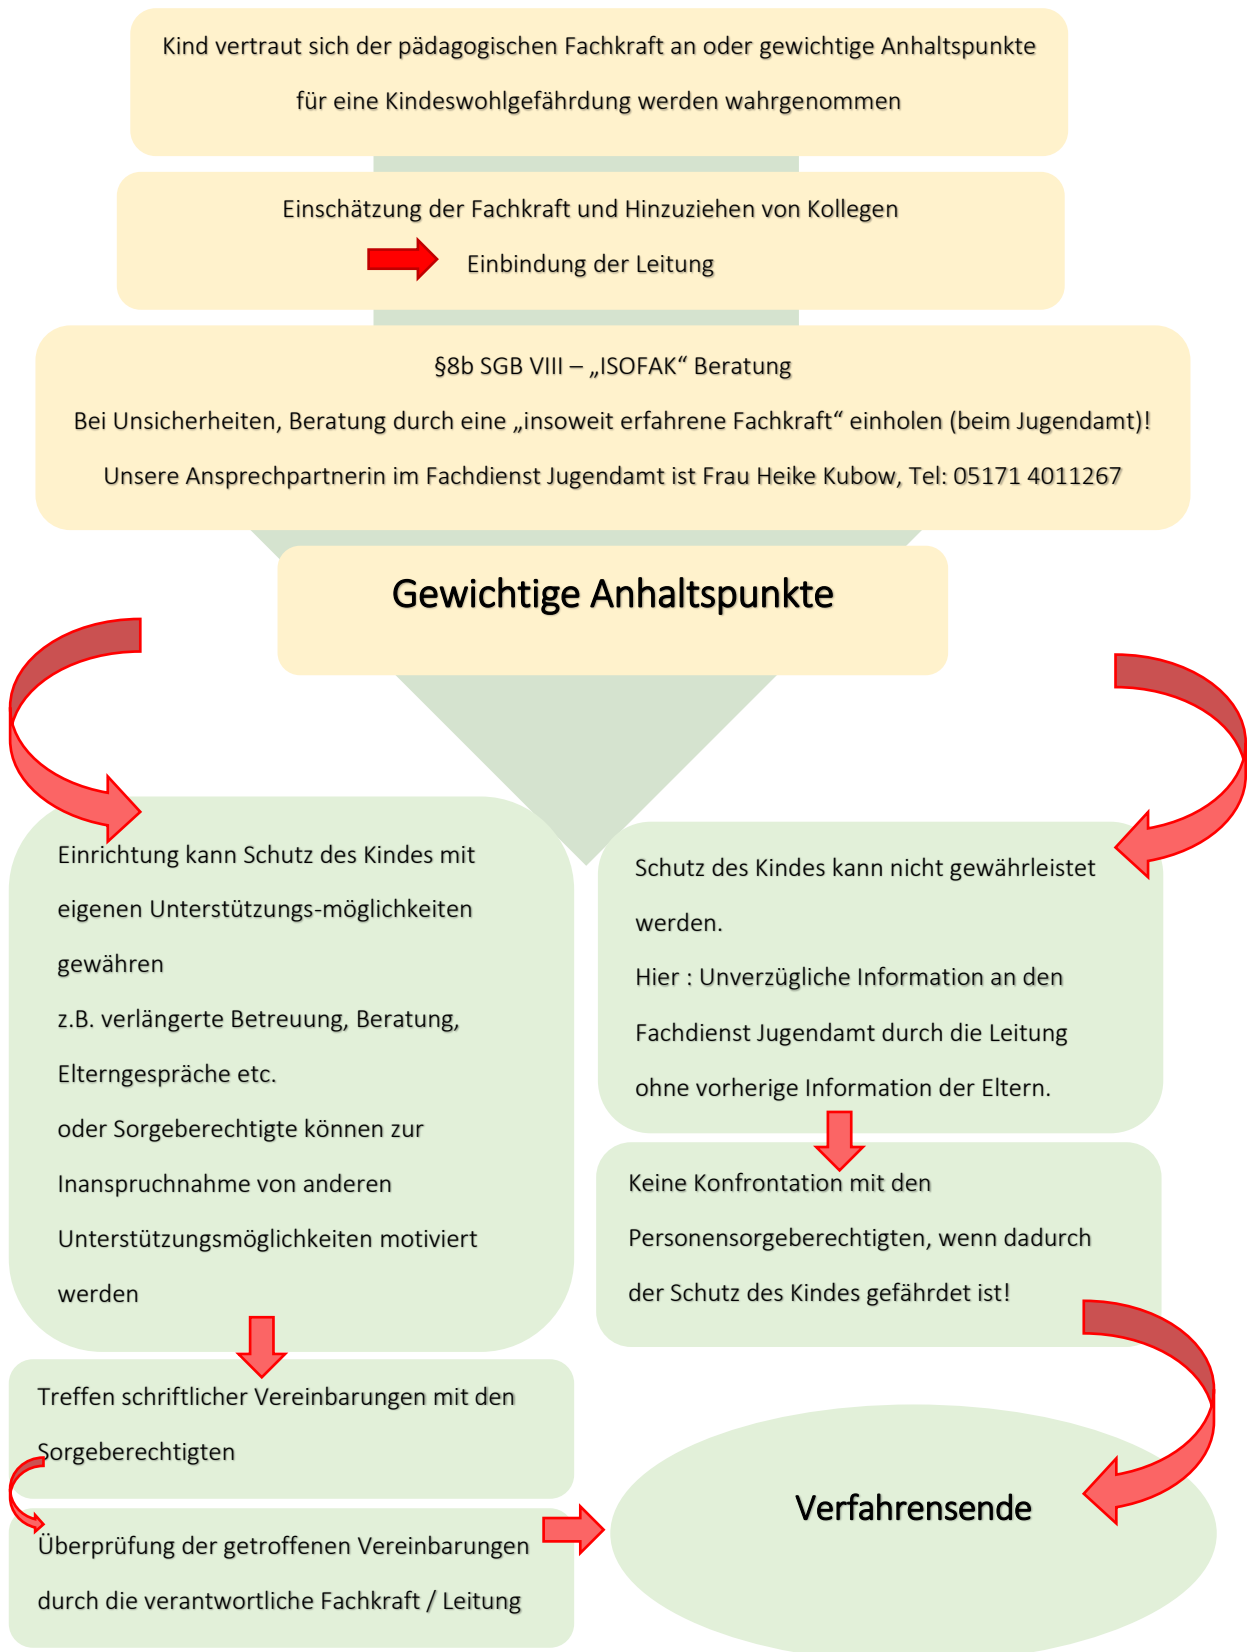 Kind vertraut sich der pädagogischen Fachkraft an oder gewichtige Anhaltspunkte
für eine Kindeswohlgefährdung werden wahrgenommen
Einschätzung der Fachkraft und Hinzuziehen von Kollegen
Einbindung der Leitung
§8b SGB VIII – „ISOFAK“ Beratung
Bei Unsicherheiten, Beratung durch eine „insoweit erfahrene Fachkraft“ einholen (beim Jugendamt)!
Unsere Ansprechpartnerin im Fachdienst Jugendamt ist Frau Heike Kubow, Tel: 05171 4011267
Gewichtige Anhaltspunkte
Einrichtung kann Schutz des Kindes mit
eigenen Unterstützungs-möglichkeiten
gewähren
z.B. verlängerte Betreuung, Beratung,
Elterngespräche etc.
oder Sorgeberechtigte können zur
Inanspruchnahme von anderen
Unterstützungsmöglichkeiten motiviert
werden
Schutz des Kindes kann nicht gewährleistet
werden.
Hier : Unverzügliche Information an den
Fachdienst Jugendamt durch die Leitung
ohne vorherige Information der Eltern.
Keine Konfrontation mit den
Personensorgeberechtigten, wenn dadurch
der Schutz des Kindes gefährdet ist!
Treffen schriftlicher Vereinbarungen mit den
Sorgeberechtigten
Überprüfung der getroffenen Vereinbarungen
durch die verantwortliche Fachkraft / Leitung
Verfahrensende